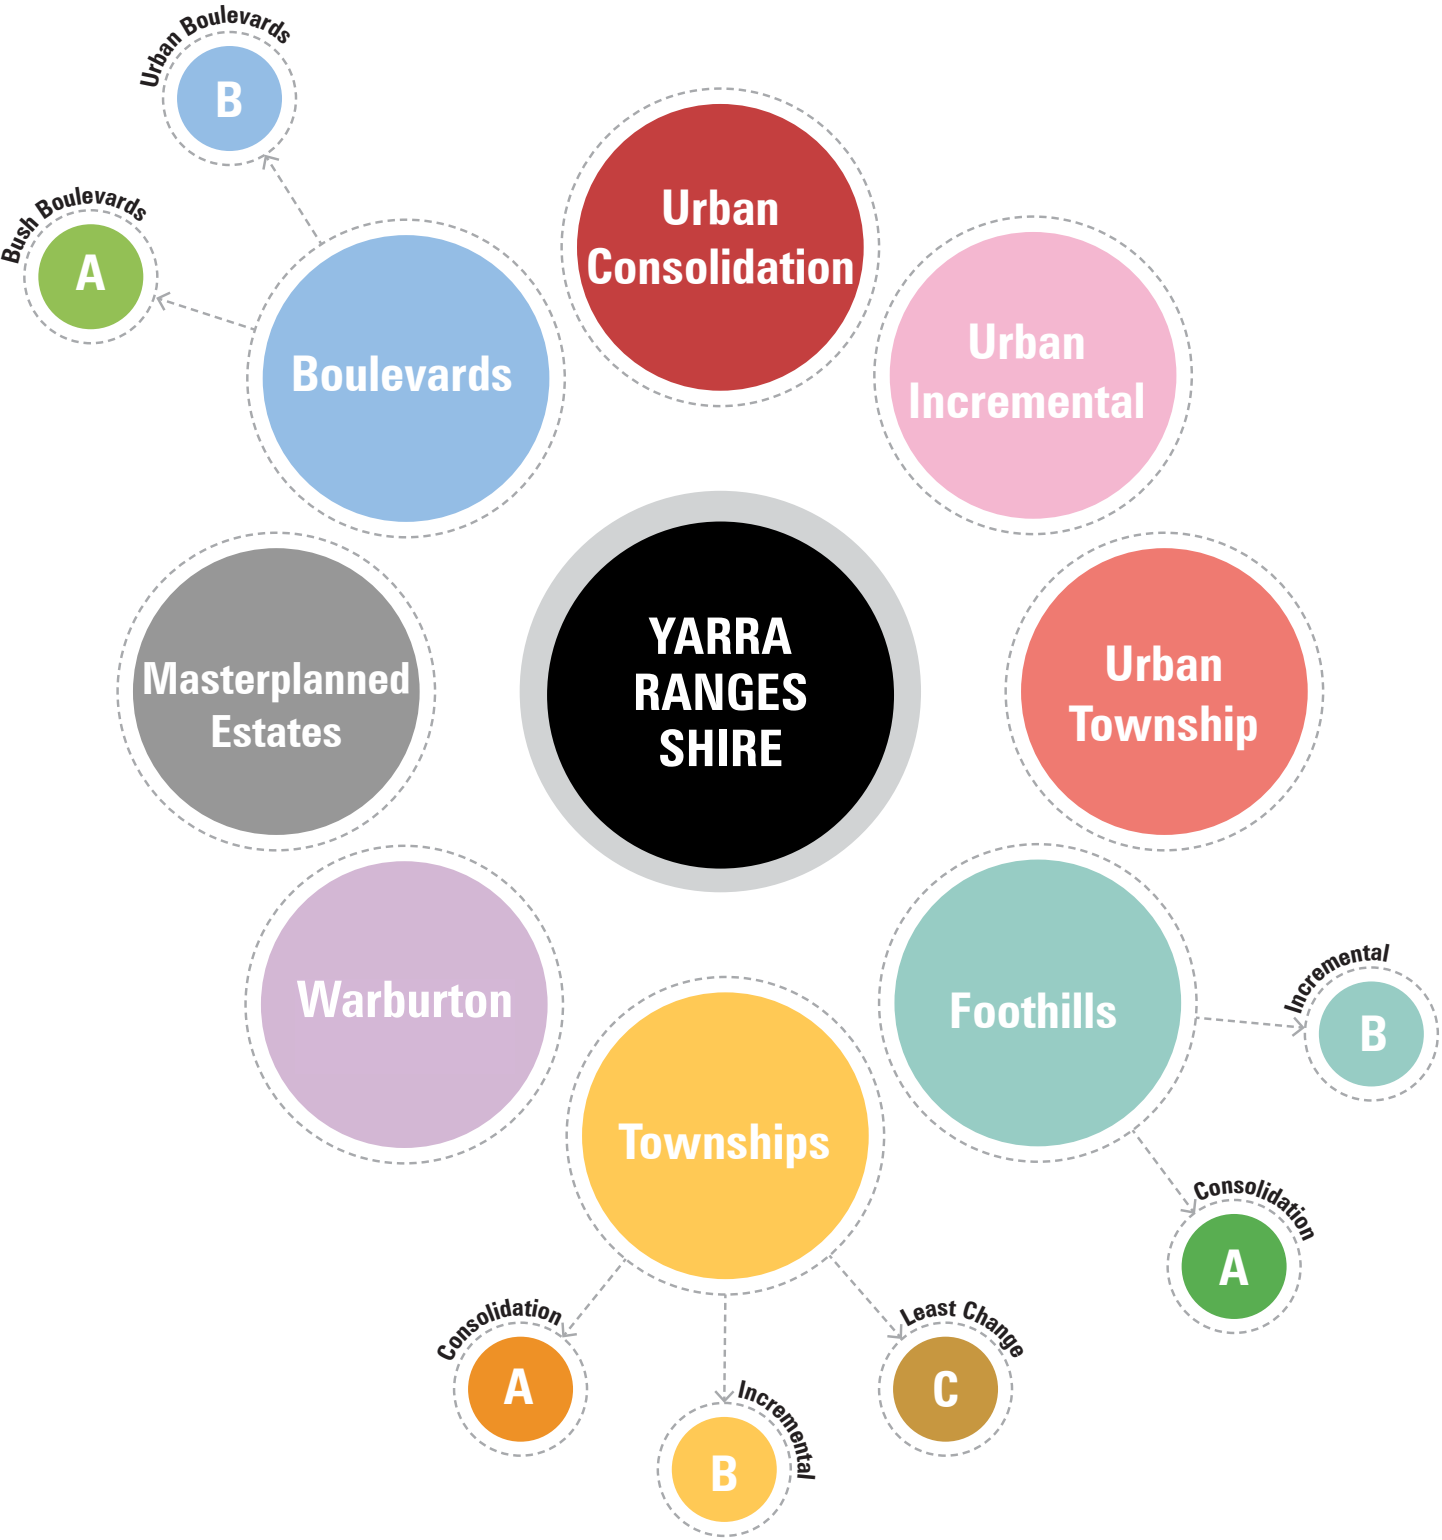 Urban Boulevards
B
Bush Boulevards
A
Boulevards
Urban
Consolidation
Urban
Incremental
Masterplanned
Estates
YARRA
RANGES
SHIRE
Urban
Township
Warburton
Townships
Foothills
Incremental
B
Consolidation
A
Consolidation
A
Incremental
B
Least Change
C